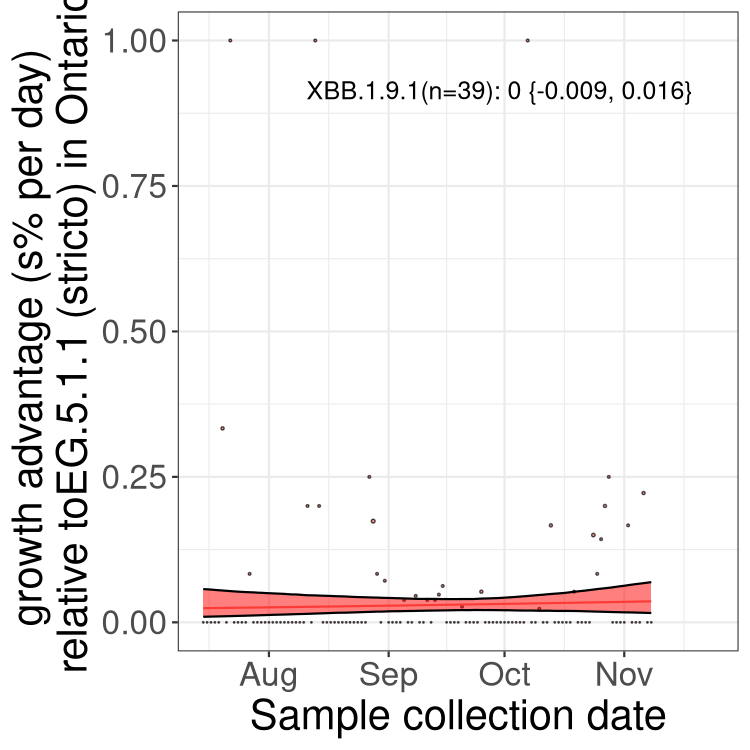 growth advantage (s% per day)
relative toEG.5.1.1 (stricto) in Ontario
1.00
XBB.1.9.1(n=39): 0 {-0.009, 0.016}
0.75
0.50
0.25
0.00
Aug Sep Oct Nov
Sample collection date